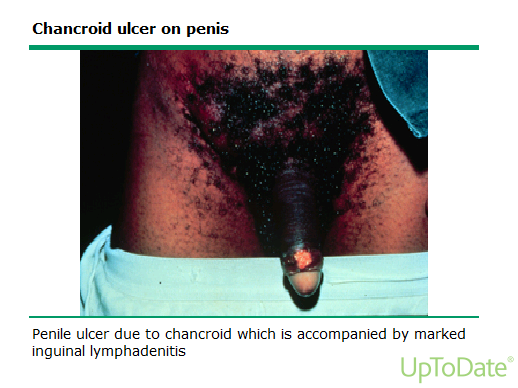 Chancroid ulcer on penis
Penile ulcer due to chancroid which is accompanied by marked
inguinal lymphadenitis
UpToDate®